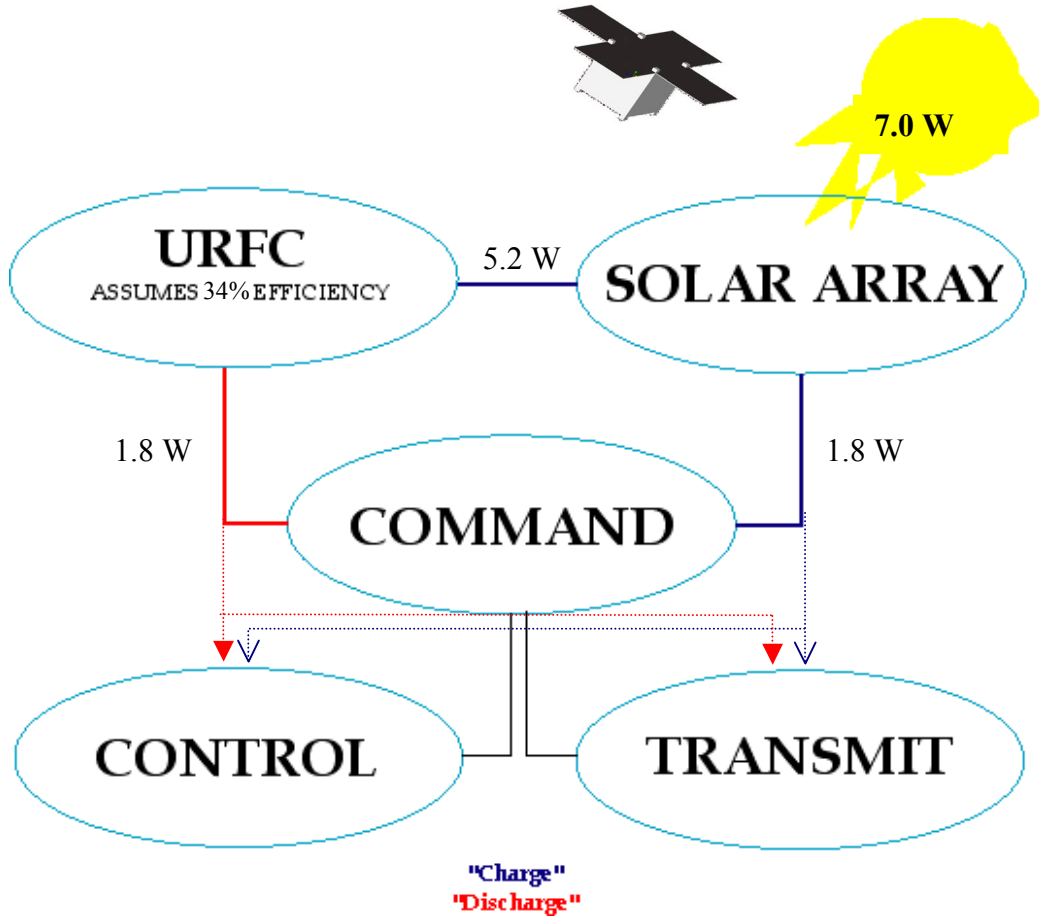 7.0 W
URFC
ASSUMES 34% EFFICIENCY
5.2 W
SOLAR ARRAY
1.8 W
1.8 W
COMMAND
CONTROL
TRANSMIT
"Charge"
"Discharge"